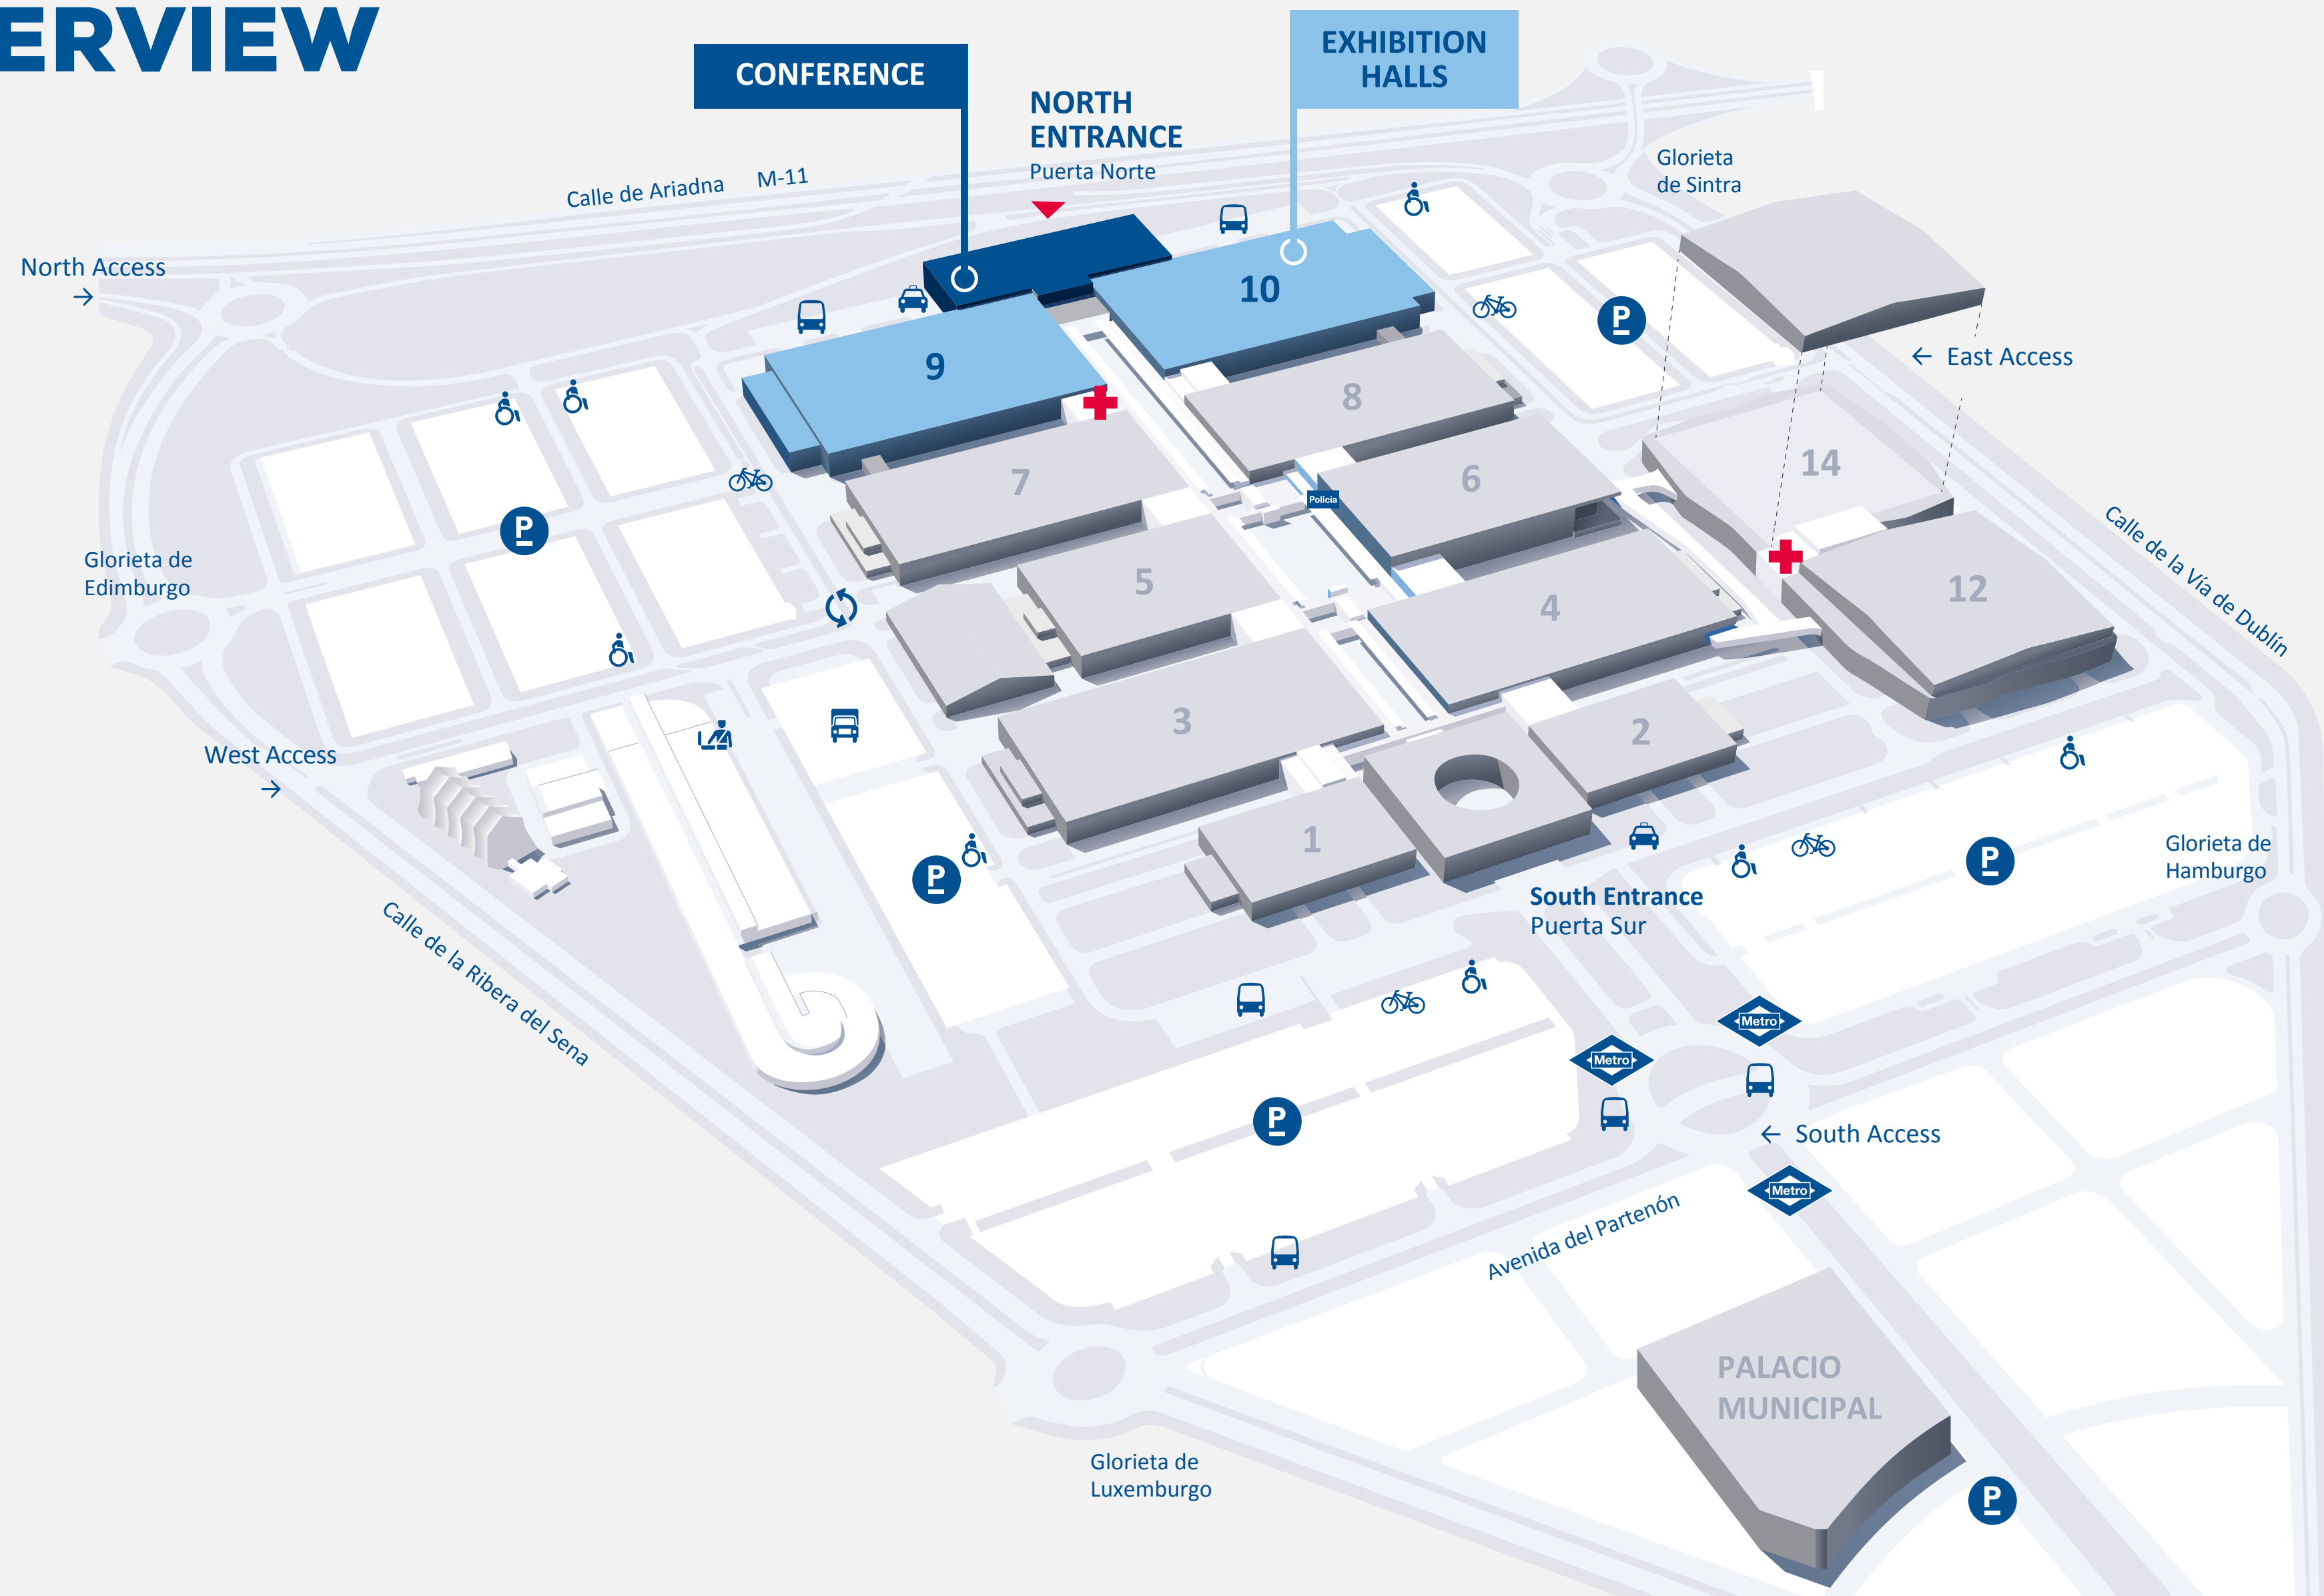 ERVIEW
CONFERENCE
EXHIBITION
HALLS
NORTH
ENTRANCE
Puerta Norte
Calle de Ariadna M-11
Glorieta
de Sintra
North Access
10
East Access
9
8
14
7
6
Policía
Calle de la Vía de Dublín
Glorieta de
Edimburgo
P
P
5
12
4
3
2
West Access
1
P
P
Glorieta de
Hamburgo
South Entrance
Puerta Sur
Calle de la Ribera del Sena
Metro
Metro
P
South Access
Metro
Avenida del Partenón
PALACIO
MUNICIPAL
Glorieta de
Luxemburgo
P